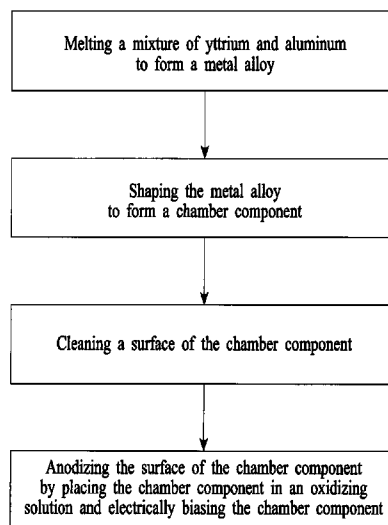 Melting a mixture of yttrium and aluminum
to form a metal alloy
Shaping the metal alloy
to form a chamber component
Cleaning a surface of the chamber component
Anodizing the surface of the chamber component
by placing the chamber component in an oxidizing
solution and electrically biasing the chamber component